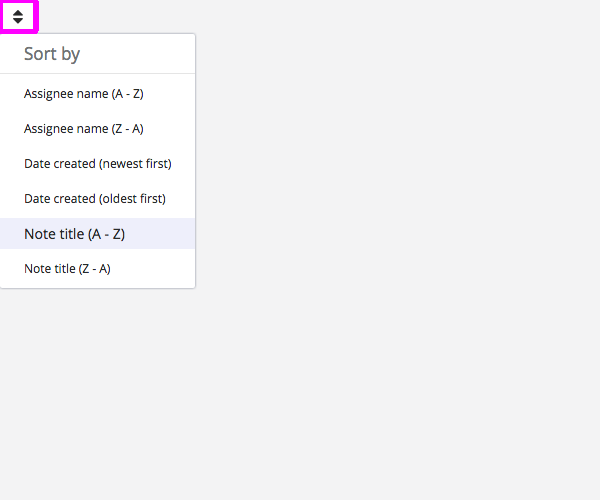 Sort by
Assignee name (A - Z)
Assignee name (Z - A)
Date created (newest first)
Date created (oldest first)
Note title (A - Z)
Note title (Z - A)